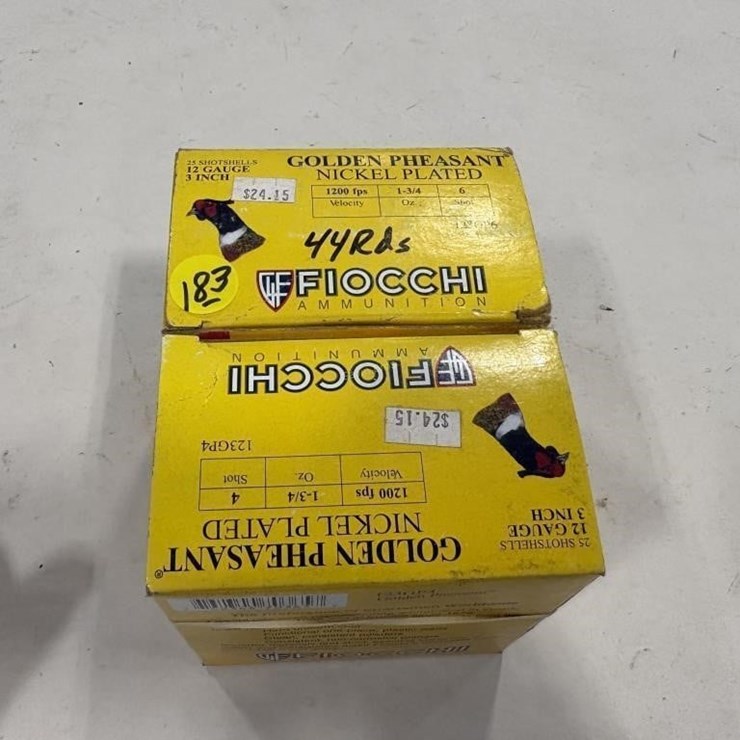 25 SHOTSHELLS
12 GAUGE
3 INCH
GOLDEN PHEASANT
NICKEL PLATED
$24.15
1200 fps 1-3/4 6
Velocity Oz. Shot
44Rds
183
FIOCCHI
AMMUNITION
GOLDEN PHEASANT®
NICKEL PLATED
25 SHOTSHELLS
12 GAUGE
3 INCH
1200 fps 1-3/4 4
Velocity Oz. Shot
123GP4
$24.15
FIOCCHI
AMMUNITION
FIOCCHI